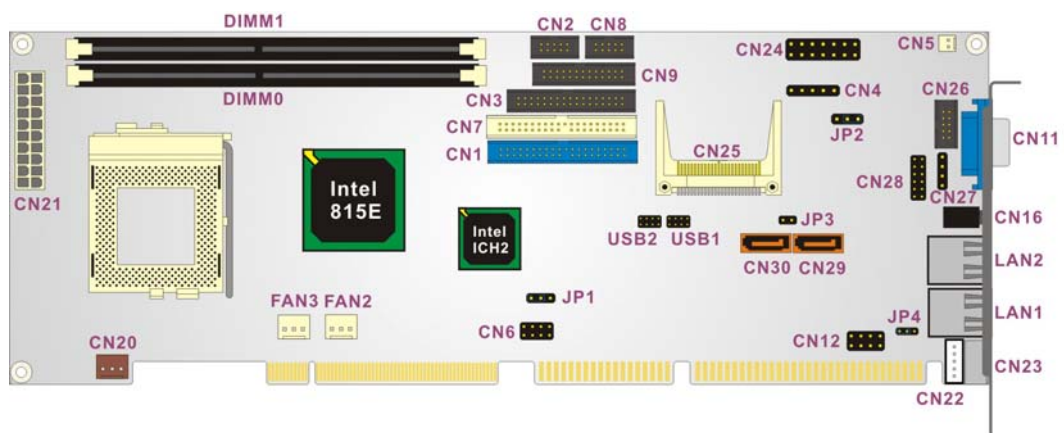 DIMM1
CN2 CN8
CN24
CN5
DIMM0
CN9
CN3
CN4
CN26
CN7
JP2
CN11
CN1
CN25
CN28
CN21
Intel
815E
CN27
Intel
ICH2
USB2 USB1
JP3
CN16
CN30 CN29
LAN2
FAN3 FAN2
JP1
LAN1
CN20
CN6
CN12
JP4
CN23
CN22